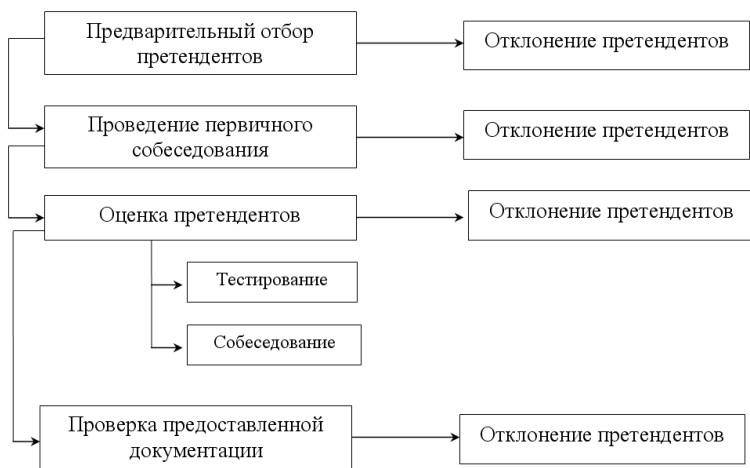 Предварительный отбор
претендентов
Отклонение претендентов
Проведение первичного
собеседования
Отклонение претендентов
Оценка претендентов
Отклонение претендентов
Тестирование
Собеседование
Проверка предоставленной
документации
Отклонение претендентов